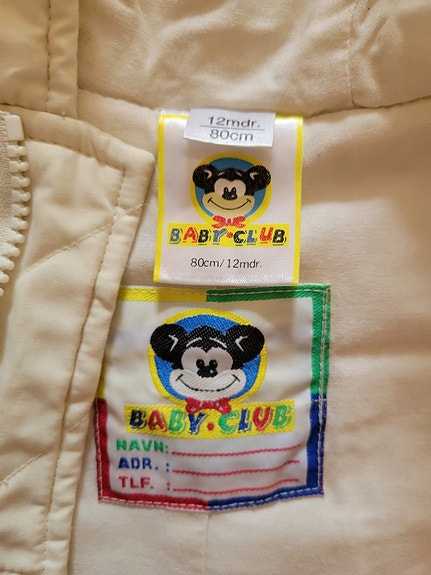 12mdr.
80cm
BABY·CLUB
80cm/12mdr.
BABY·CLUB
NAVN:
ADR. :
TLF. :